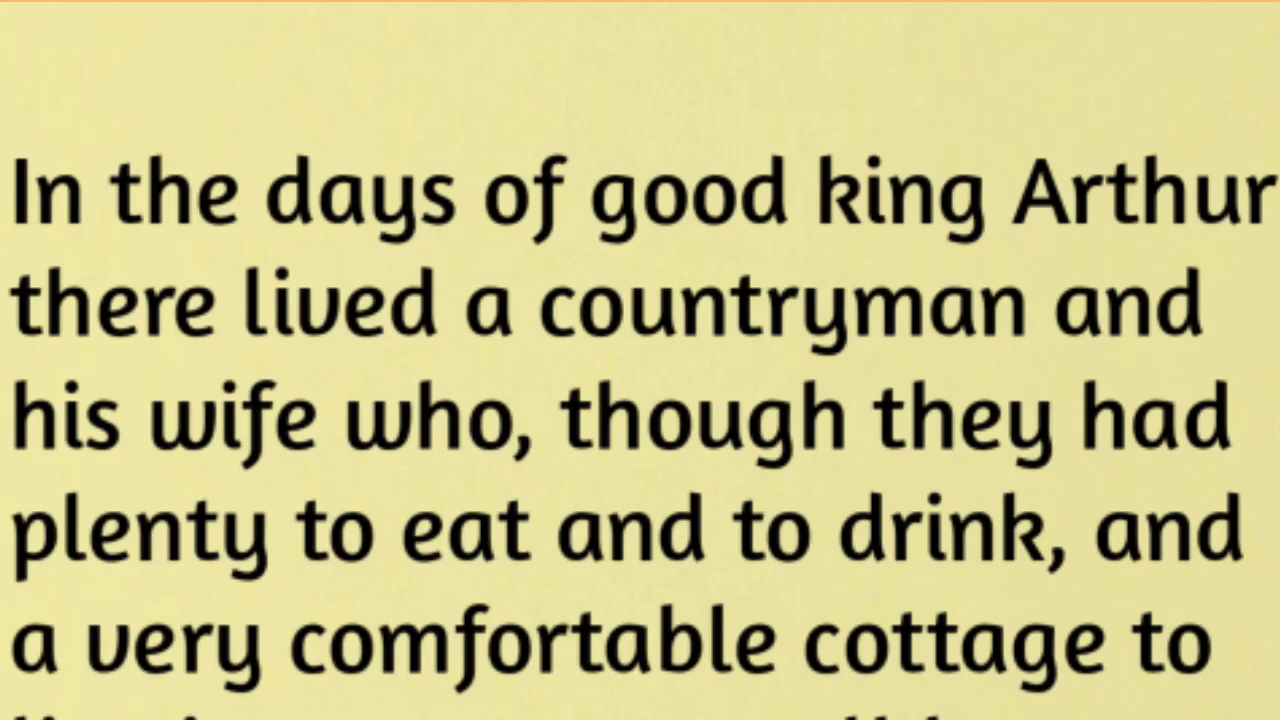 In the days of good king Arthur
there lived a countryman and
his wife who, though they had
plenty to eat and to drink, and
a very comfortable cottage to